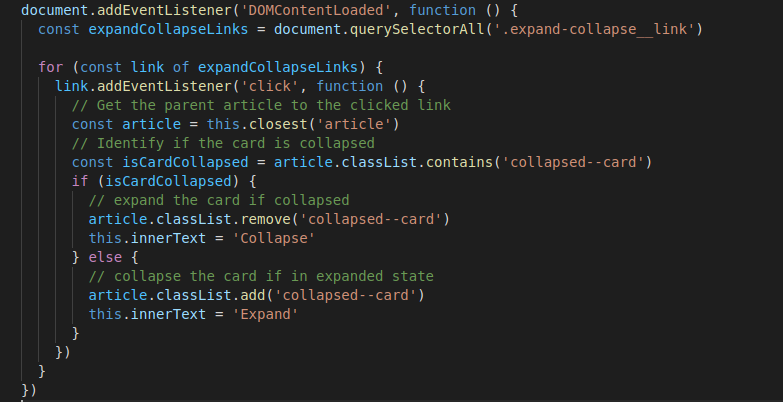 document.addEventListener('DOMContentLoaded', function () {
  const expandCollapseLinks = document.querySelectorAll('.expand-collapse__link')

  for (const link of expandCollapseLinks) {
    link.addEventListener('click', function () {
      // Get the parent article to the clicked link
      const article = this.closest('article')
      // Identify if the card is collapsed
      const isCardCollapsed = article.classList.contains('collapsed--card')
      if (isCardCollapsed) {
        // expand the card if collapsed
        article.classList.remove('collapsed--card')
        this.innerText = 'Collapse'
      } else {
        // collapse the card if in expanded state
        article.classList.add('collapsed--card')
        this.innerText = 'Expand'
      }
    })
  }
})